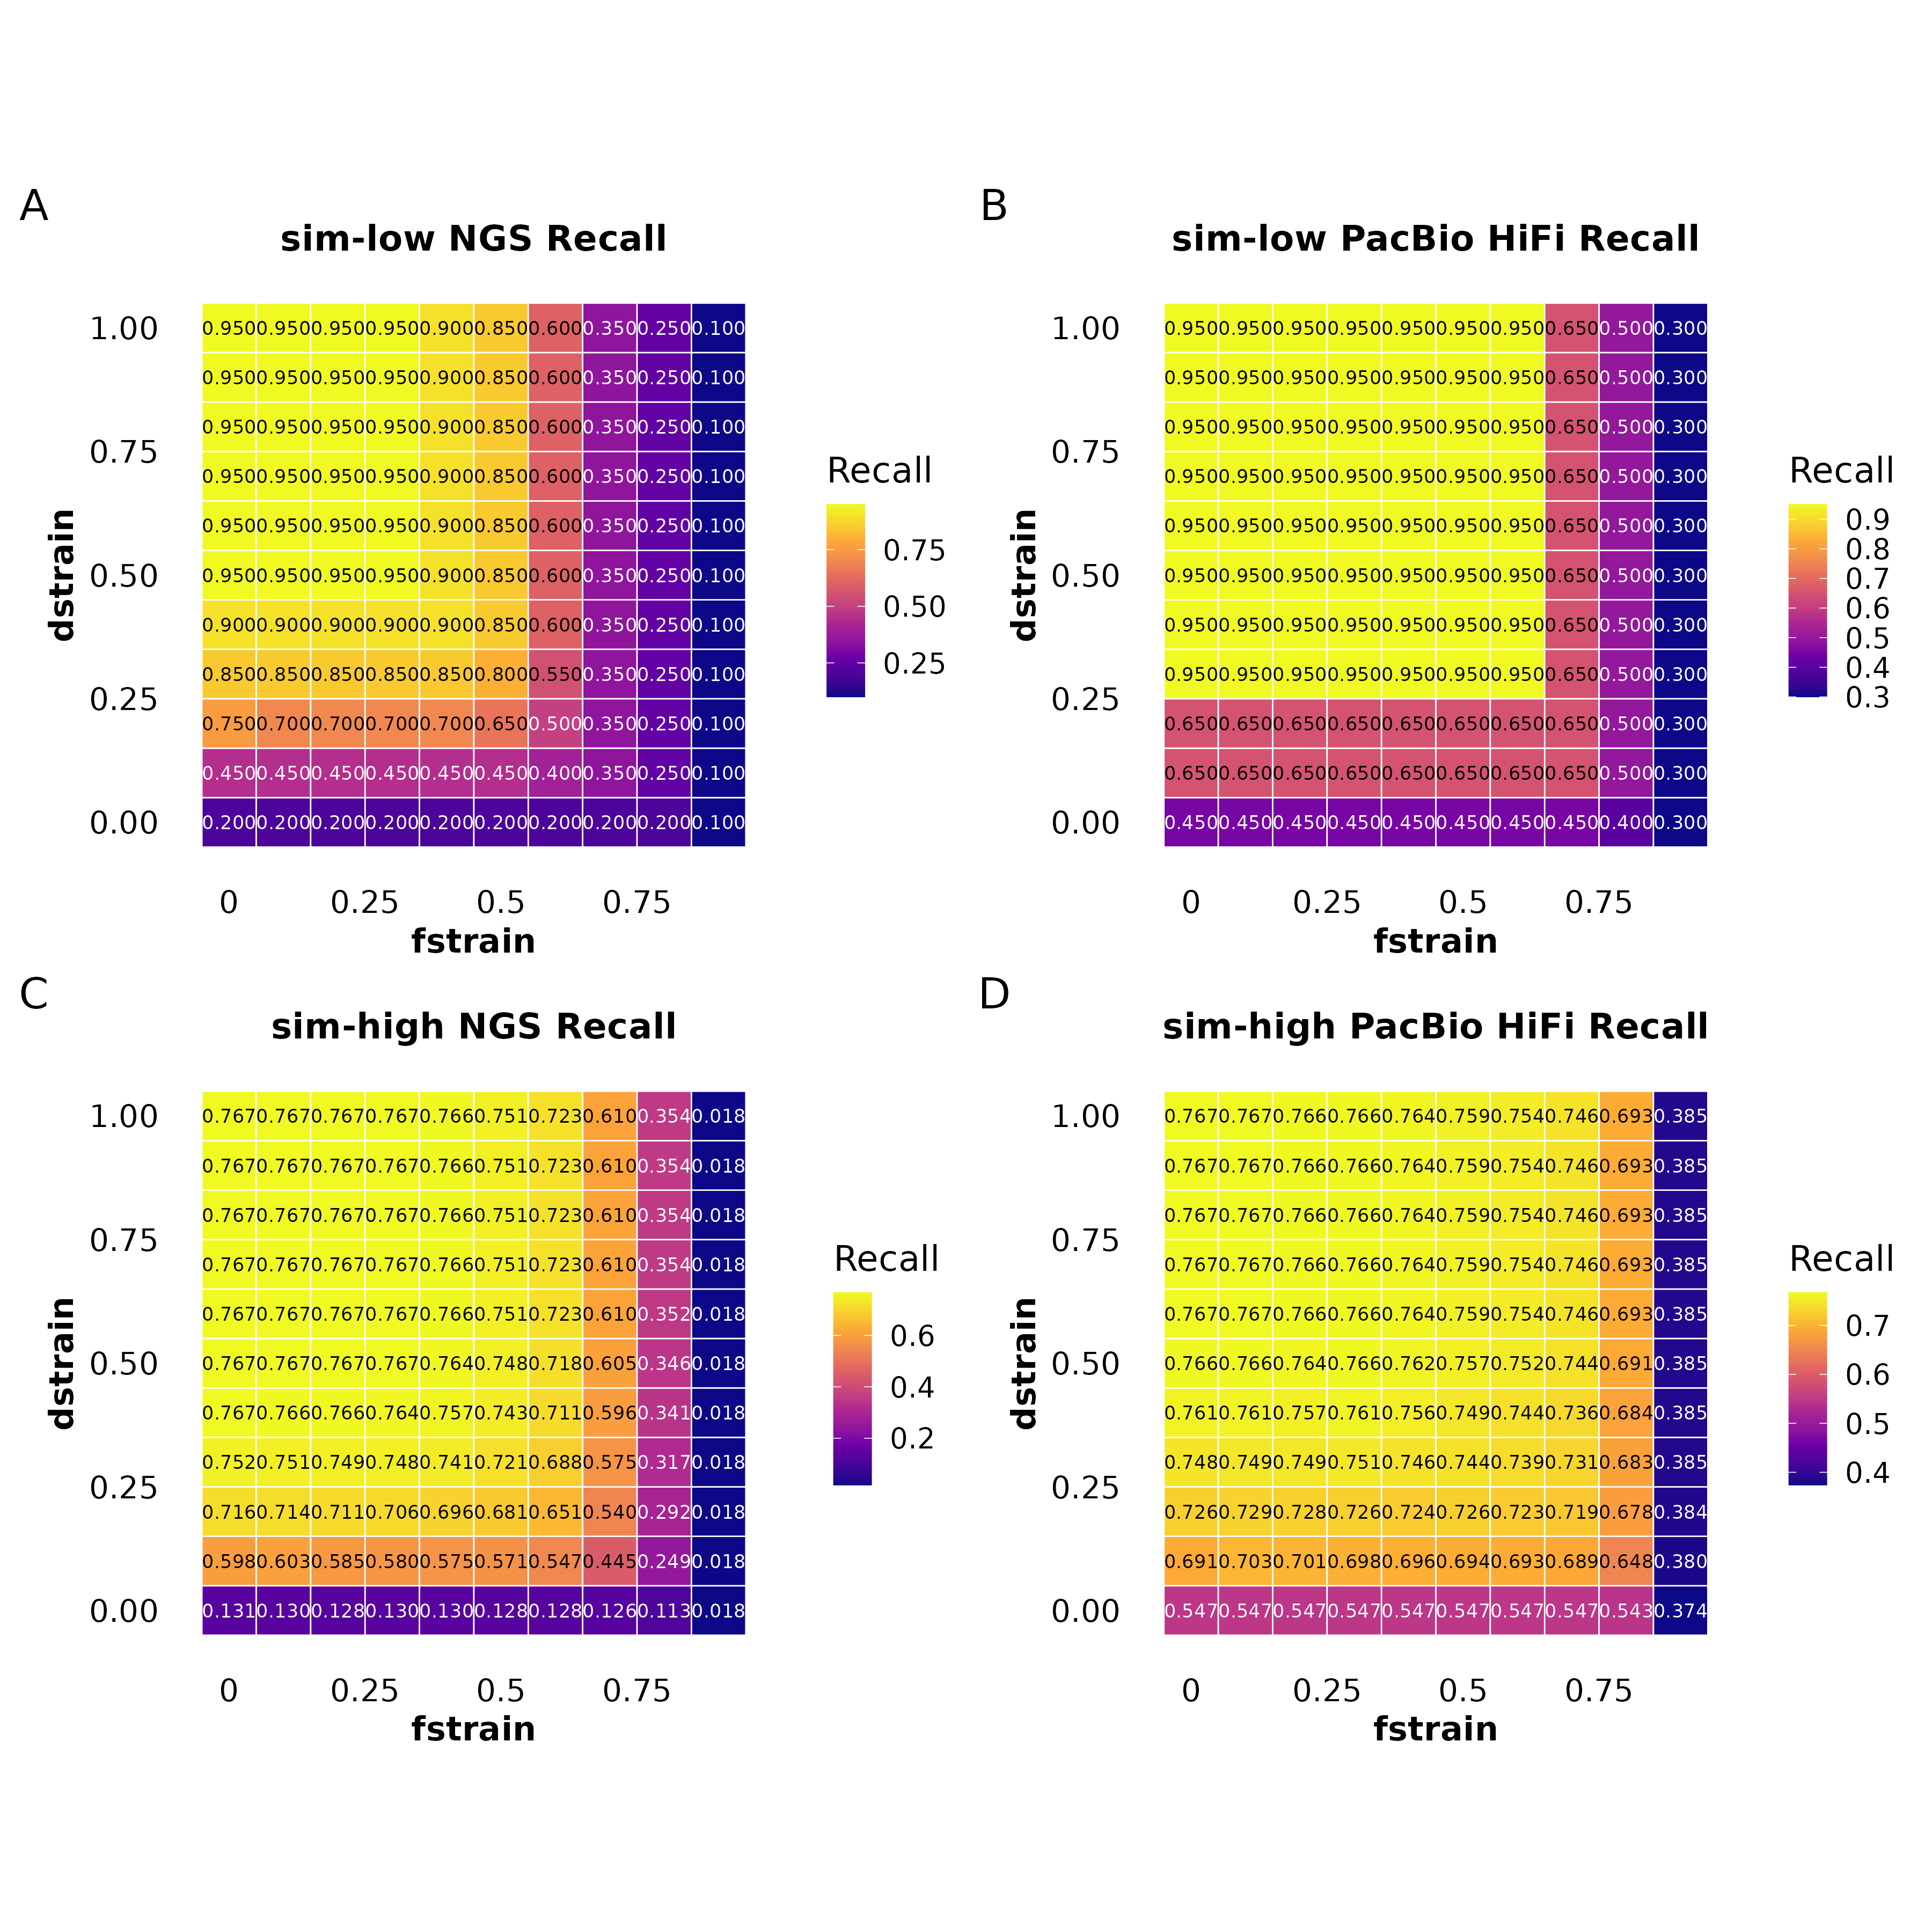 A
sim-low NGS Recall
1.00 0.950 0.950 0.950 0.950 0.900 0.850 0.600 0.350 0.250 0.100
0.950 0.950 0.950 0.950 0.900 0.850 0.600 0.350 0.250 0.100
0.950 0.950 0.950 0.950 0.900 0.850 0.600 0.350 0.250 0.100
0.75
0.950 0.950 0.950 0.950 0.900 0.850 0.600 0.350 0.250 0.100
0.950 0.950 0.950 0.950 0.900 0.850 0.600 0.350 0.250 0.100
0.50 0.950 0.950 0.950 0.950 0.900 0.850 0.600 0.350 0.250 0.100
0.900 0.900 0.900 0.900 0.900 0.850 0.600 0.350 0.250 0.100
0.850 0.850 0.850 0.850 0.850 0.800 0.550 0.350 0.250 0.100
0.25
0.750 0.700 0.700 0.700 0.700 0.650 0.500 0.350 0.250 0.100
0.450 0.450 0.450 0.450 0.450 0.450 0.400 0.350 0.250 0.100
0.00 0.200 0.200 0.200 0.200 0.200 0.200 0.200 0.200 0.200 0.100
dstrain
0 0.25 0.5 0.75
fstrain
Recall
0.75
0.50
0.25
B
sim-low PacBio HiFi Recall
1.00 0.950 0.950 0.950 0.950 0.950 0.950 0.950 0.650 0.500 0.300
0.950 0.950 0.950 0.950 0.950 0.950 0.950 0.650 0.500 0.300
0.950 0.950 0.950 0.950 0.950 0.950 0.950 0.650 0.500 0.300
0.75
0.950 0.950 0.950 0.950 0.950 0.950 0.950 0.650 0.500 0.300
0.950 0.950 0.950 0.950 0.950 0.950 0.950 0.650 0.500 0.300
0.50 0.950 0.950 0.950 0.950 0.950 0.950 0.950 0.650 0.500 0.300
0.950 0.950 0.950 0.950 0.950 0.950 0.950 0.650 0.500 0.300
0.950 0.950 0.950 0.950 0.950 0.950 0.950 0.650 0.500 0.300
0.25
0.650 0.650 0.650 0.650 0.650 0.650 0.650 0.650 0.500 0.300
0.650 0.650 0.650 0.650 0.650 0.650 0.650 0.650 0.500 0.300
0.00 0.450 0.450 0.450 0.450 0.450 0.450 0.450 0.450 0.400 0.300
dstrain
0 0.25 0.5 0.75
fstrain
Recall
0.9
0.8
0.7
0.6
0.5
0.4
0.3
C
sim-high NGS Recall
1.00 0.767 0.767 0.767 0.767 0.766 0.751 0.723 0.610 0.354 0.018
0.767 0.767 0.767 0.767 0.766 0.751 0.723 0.610 0.354 0.018
0.767 0.767 0.767 0.767 0.766 0.751 0.723 0.610 0.354 0.018
0.75
0.767 0.767 0.767 0.767 0.766 0.751 0.723 0.610 0.354 0.018
0.767 0.767 0.767 0.767 0.766 0.751 0.723 0.610 0.352 0.018
0.50 0.767 0.767 0.767 0.767 0.764 0.748 0.718 0.605 0.346 0.018
0.767 0.766 0.766 0.764 0.757 0.743 0.711 0.596 0.341 0.018
0.752 0.751 0.749 0.748 0.741 0.721 0.688 0.575 0.317 0.018
0.25
0.716 0.714 0.711 0.706 0.696 0.681 0.651 0.540 0.292 0.018
0.598 0.603 0.585 0.580 0.575 0.571 0.547 0.445 0.249 0.018
0.00 0.131 0.130 0.128 0.130 0.130 0.128 0.128 0.126 0.113 0.018
dstrain
0 0.25 0.5 0.75
fstrain
Recall
0.6
0.4
0.2
D
sim-high PacBio HiFi Recall
1.00 0.767 0.767 0.766 0.766 0.764 0.759 0.754 0.746 0.693 0.385
0.767 0.767 0.766 0.766 0.764 0.759 0.754 0.746 0.693 0.385
0.767 0.767 0.766 0.766 0.764 0.759 0.754 0.746 0.693 0.385
0.75
0.767 0.767 0.766 0.766 0.764 0.759 0.754 0.746 0.693 0.385
0.767 0.767 0.766 0.766 0.764 0.759 0.754 0.746 0.693 0.385
0.50 0.766 0.766 0.764 0.766 0.762 0.757 0.752 0.744 0.691 0.385
0.761 0.761 0.757 0.761 0.756 0.749 0.744 0.736 0.684 0.385
0.748 0.749 0.749 0.751 0.746 0.744 0.739 0.731 0.683 0.385
0.25
0.726 0.729 0.728 0.726 0.724 0.726 0.723 0.719 0.678 0.384
0.691 0.703 0.701 0.698 0.696 0.694 0.693 0.689 0.648 0.380
0.00 0.547 0.547 0.547 0.547 0.547 0.547 0.547 0.547 0.543 0.374
dstrain
0 0.25 0.5 0.75
fstrain
Recall
0.7
0.6
0.5
0.4